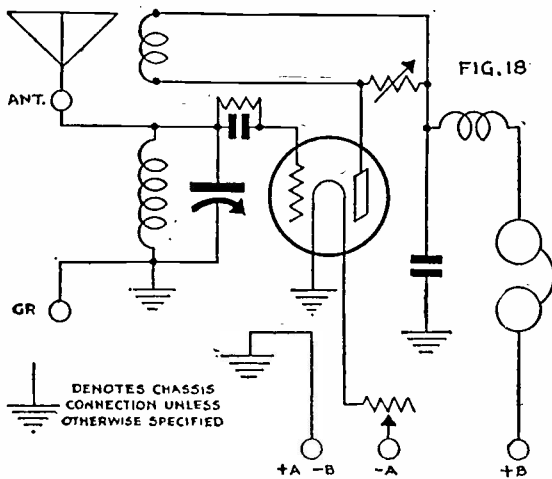 FIG. 18
ANT.
GR
DENOTES CHASSIS
CONNECTION UNLESS
OTHERWISE SPECIFIED
+A -B
-A
+B